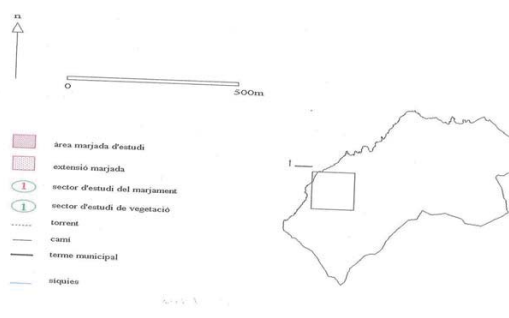 n
0
500m
àrea marjada d'estudi
extensió marjada
1 sector d'estudi del marjament
1 sector d'estudi de vegetació
torrent
camí
terme municipal
síquies
1